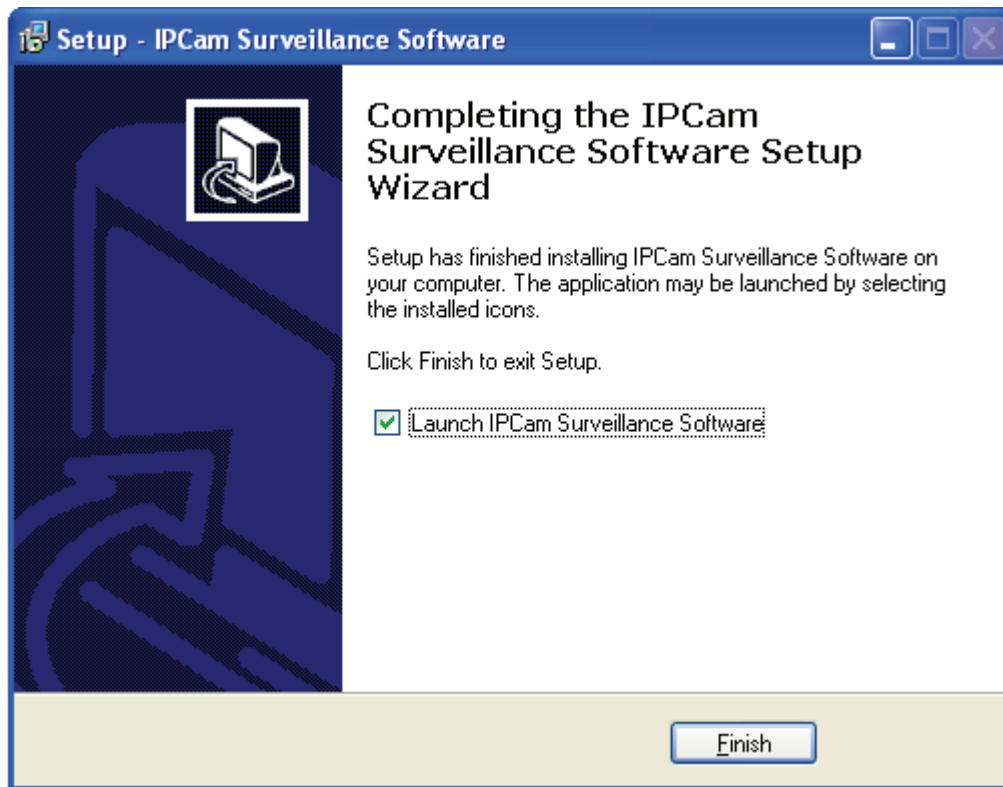 Setup - IPCam Surveillance Software
Completing the IPCam
Surveillance Software Setup
Wizard
Setup has finished installing IPCam Surveillance Software on
your computer. The application may be launched by selecting
the installed icons.
Click Finish to exit Setup.
Launch IPCam Surveillance Software
Finish